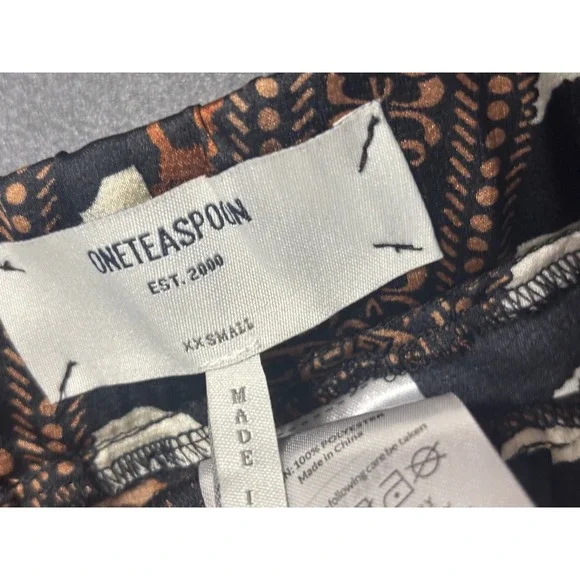 ONETEASPOON
EST. 2000
XX SMALL
MADE I
N: 100% POLYESTER
Made in China
following care be taken